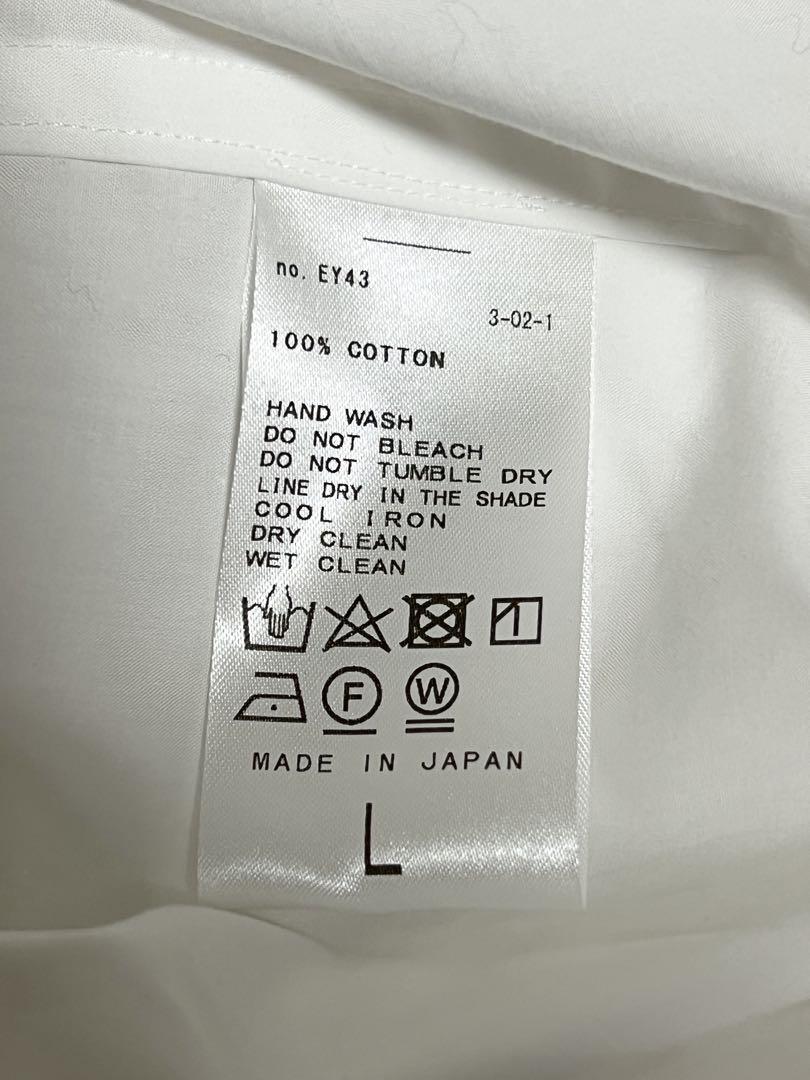 no. EY43
3-02-1
100% COTTON
HAND WASH
DO NOT BLEACH
DO NOT TUMBLE DRY
LINE DRY IN THE SHADE
COOL IRON
DRY CLEAN
WET CLEAN
F W
MADE IN JAPAN
L